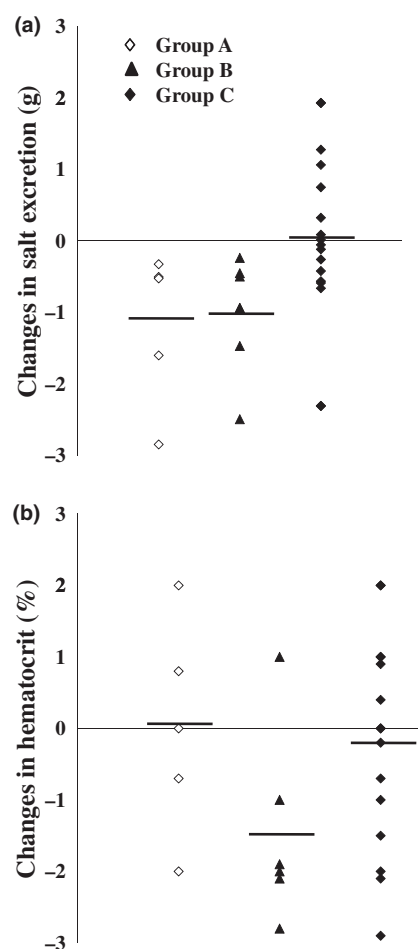 (a)
Changes in salt excretion (g)
3
2
1
0
–1
–2
–3
Group A
Group B
Group C
(b)
Changes in hematocrit (%)
3
2
1
0
–1
–2
–3